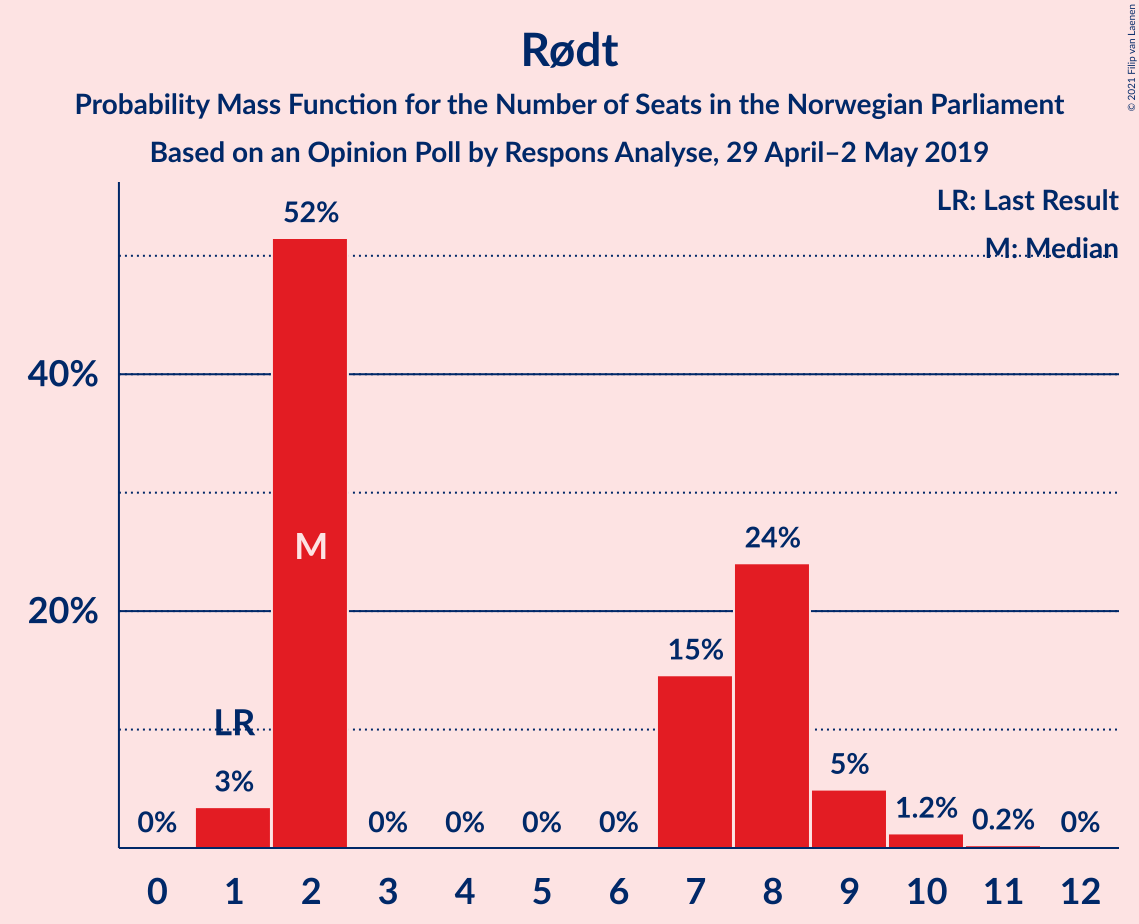 Rødt
Probability Mass Function for the Number of Seats in the Norwegian Parliament
Based on an Opinion Poll by Respons Analyse, 29 April–2 May 2019
© 2021 Filip van Laenen
LR: Last Result
M: Median
40%
20%
0%
3%
LR
52%
M
0%
0%
0%
0%
15%
24%
5%
1.2%
0.2%
0%
0 1 2 3 4 5 6 7 8 9 10 11 12